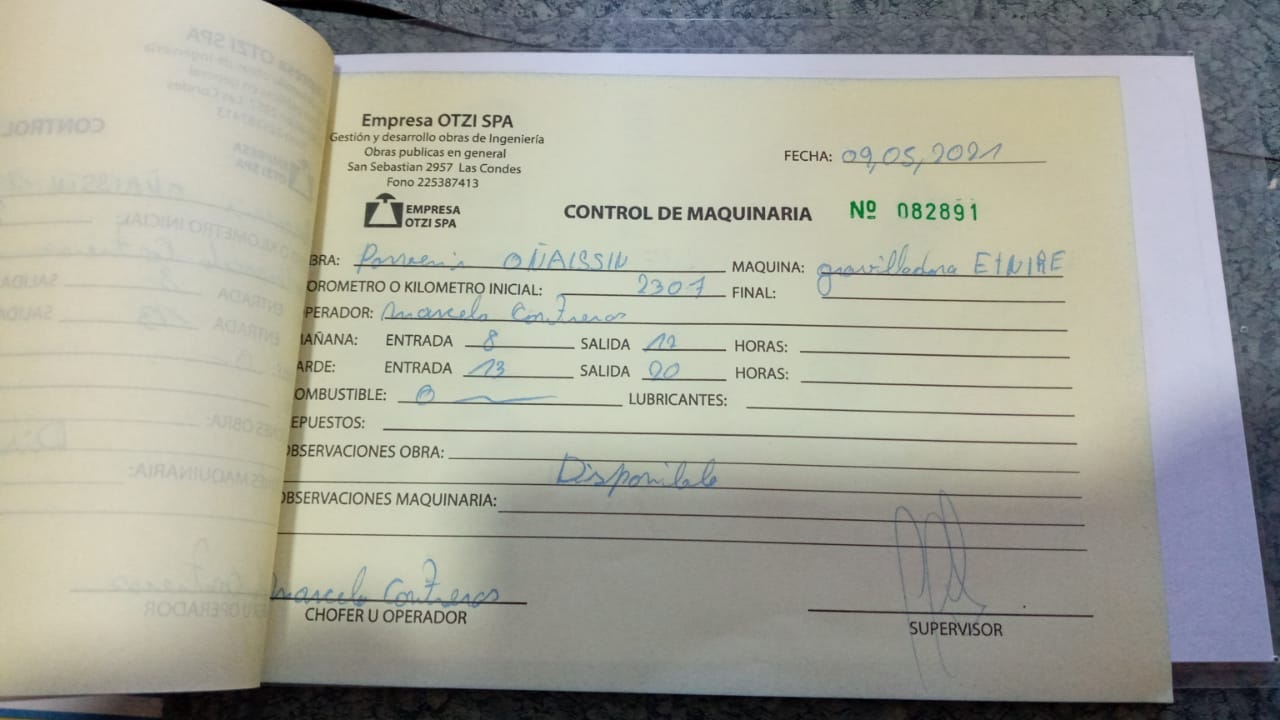 Empresa OTZI SPA
Gestión y desarrollo obras de Ingeniería
Obras publicas en general
San Sebastian 2957 Las Condes
Fono 225387413
FECHA: 09,05,2021
EMPRESA
OTZI SPA
CONTROL DE MAQUINARIA Nº 082891
BRA: OÑAISSIN MAQUINA: gravilladora
OROMETRO O KILOMETRO INICIAL: 2307 FINAL:
PERADOR: Marcelo Contreras
AÑANA: ENTRADA 8 SALIDA 12 HORAS:
ARDE: ENTRADA 13 SALIDA 20 HORAS:
OMBUSTIBLE: 0 LUBRICANTES:
EPUESTOS:
OBSERVACIONES OBRA:
Disponible
OBSERVACIONES MAQUINARIA:
Marcelo Contreras
CHOFER U OPERADOR
SUPERVISOR